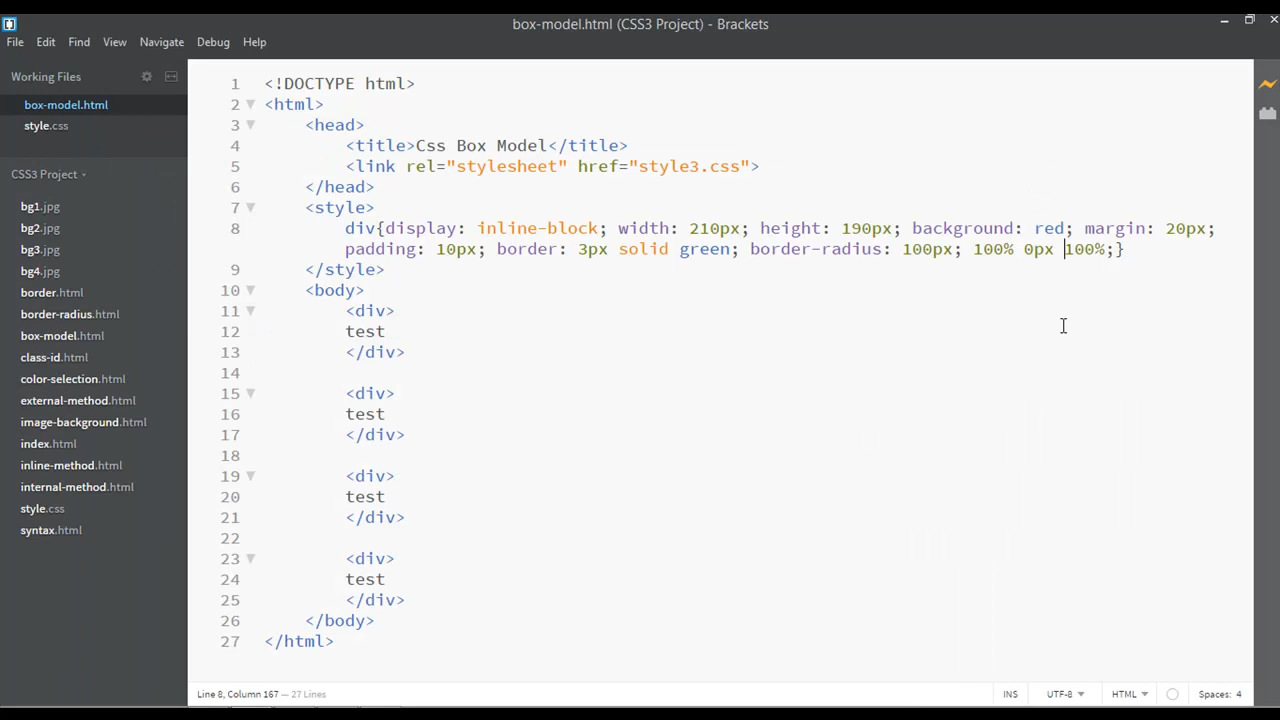 box-model.html (CSS3 Project) - Brackets
File Edit Find View Navigate Debug Help
Working Files
box-model.html
style.css
CSS3 Project
bg1.jpg
bg2.jpg
bg3.jpg
bg4.jpg
border.html
border-radius.html
box-model.html
class-id.html
color-selection.html
external-method.html
image-background.html
index.html
inline-method.html
internal-method.html
style.css
syntax.html
1 <!DOCTYPE html>
2 <html>
3 <head>
4 <title>Css Box Model</title>
5 <link rel="stylesheet" href="style3.css">
6 </head>
7 <style>
8 div{display: inline-block; width: 210px; height: 190px; background: red; margin: 20px;
padding: 10px; border: 3px solid green; border-radius: 100px; 100% 0px 100%;}
9 </style>
10 <body>
11 <div>
12 test
13 </div>
14
15 <div>
16 test
17 </div>
18
19 <div>
20 test
21 </div>
22
23 <div>
24 test
25 </div>
26 </body>
27 </html>
Line 8, Column 167 — 27 Lines
INS UTF-8 HTML Spaces: 4